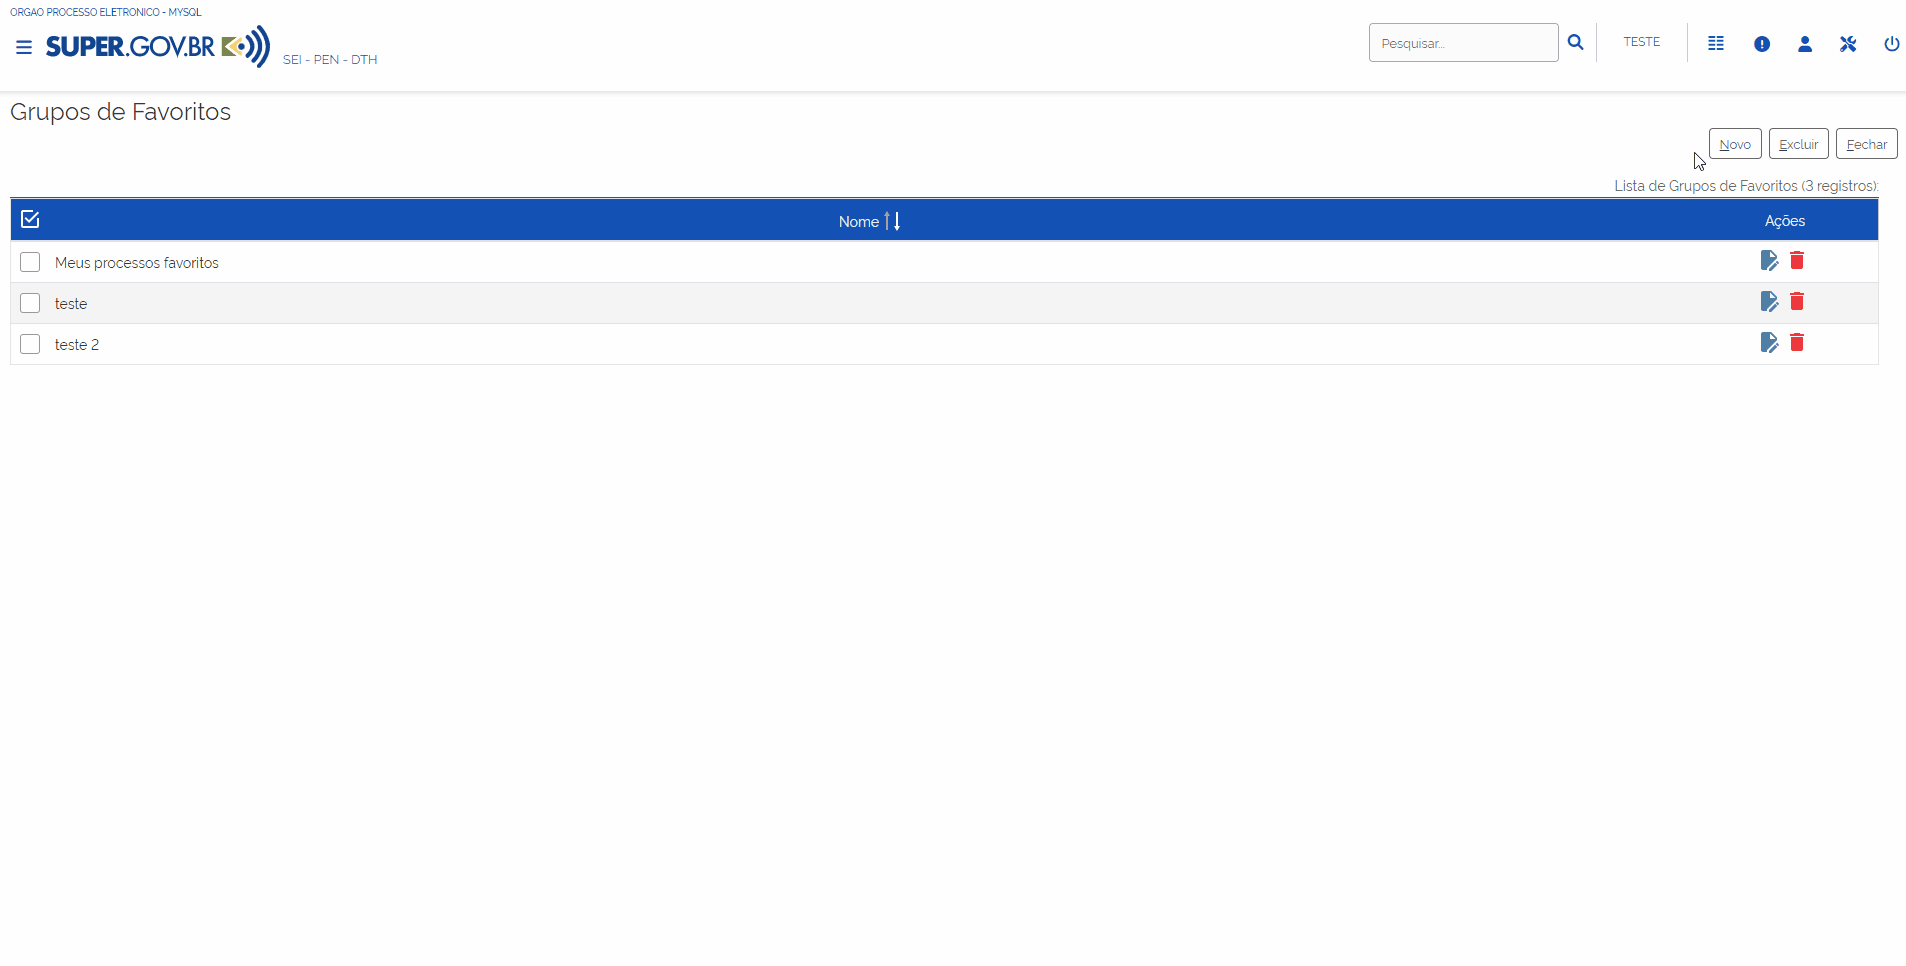 ORGAO PROCESSO ELETRONICO - MYSQL
SUPER.GOV.BR
SEI - PEN - DTH
Pesquisar...
TESTE
Grupos de Favoritos
Novo
Excluir
Fechar
Lista de Grupos de Favoritos (3 registros):
Nome
Ações
Meus processos favoritos
teste
teste 2